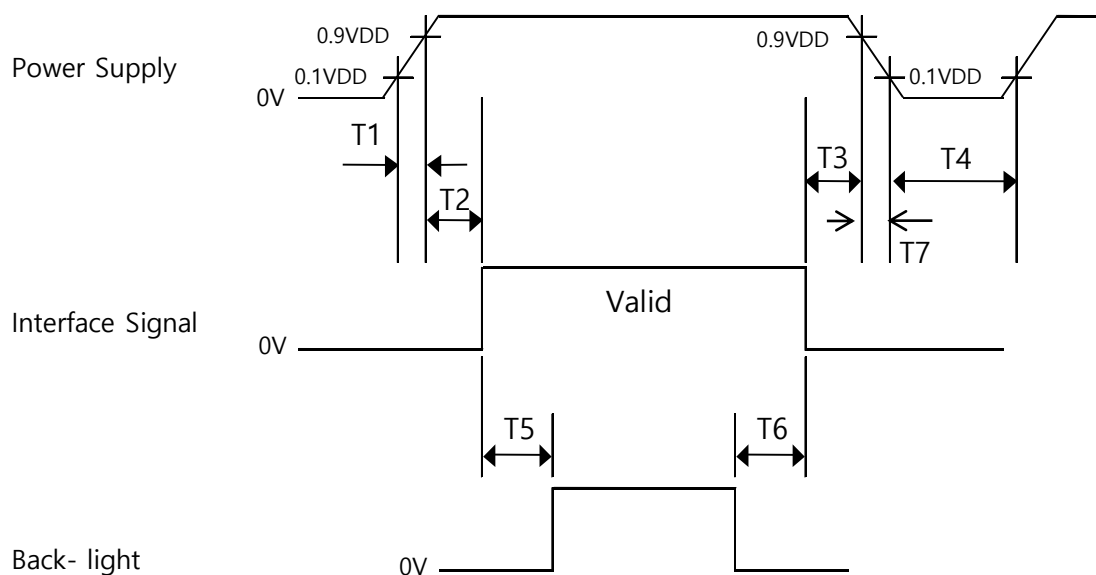 0.9VDD
0.9VDD
Power Supply
0.1VDD
0.1VDD
0V
T1
T3
T4
T2
T7
Valid
Interface Signal
0V
T5
T6
Back- light
0V